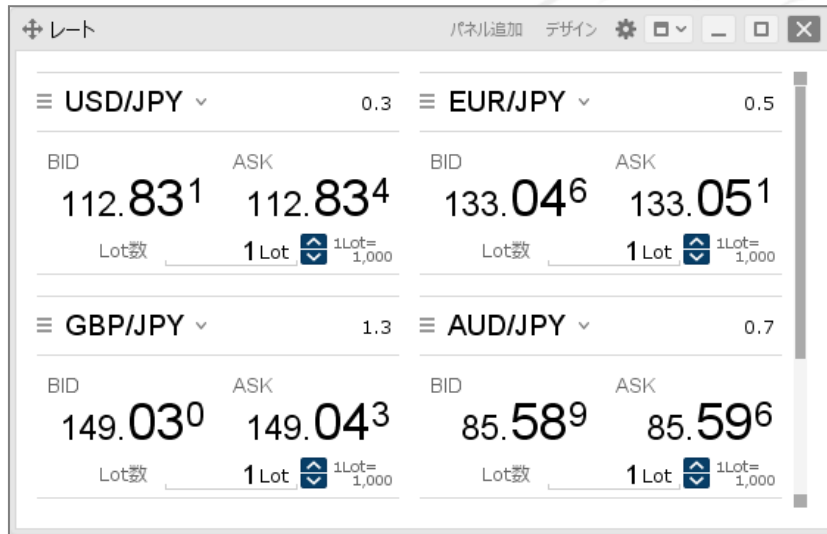 レート パネル追加 デザイン
USD/JPY 0.3
BID ASK
112.831 112.834
Lot数 1 Lot 1Lot= 1,000
EUR/JPY 0.5
BID ASK
133.046 133.051
Lot数 1 Lot 1Lot= 1,000
GBP/JPY 1.3
BID ASK
149.030 149.043
Lot数 1 Lot 1Lot= 1,000
AUD/JPY 0.7
BID ASK
85.589 85.596
Lot数 1 Lot 1Lot= 1,000